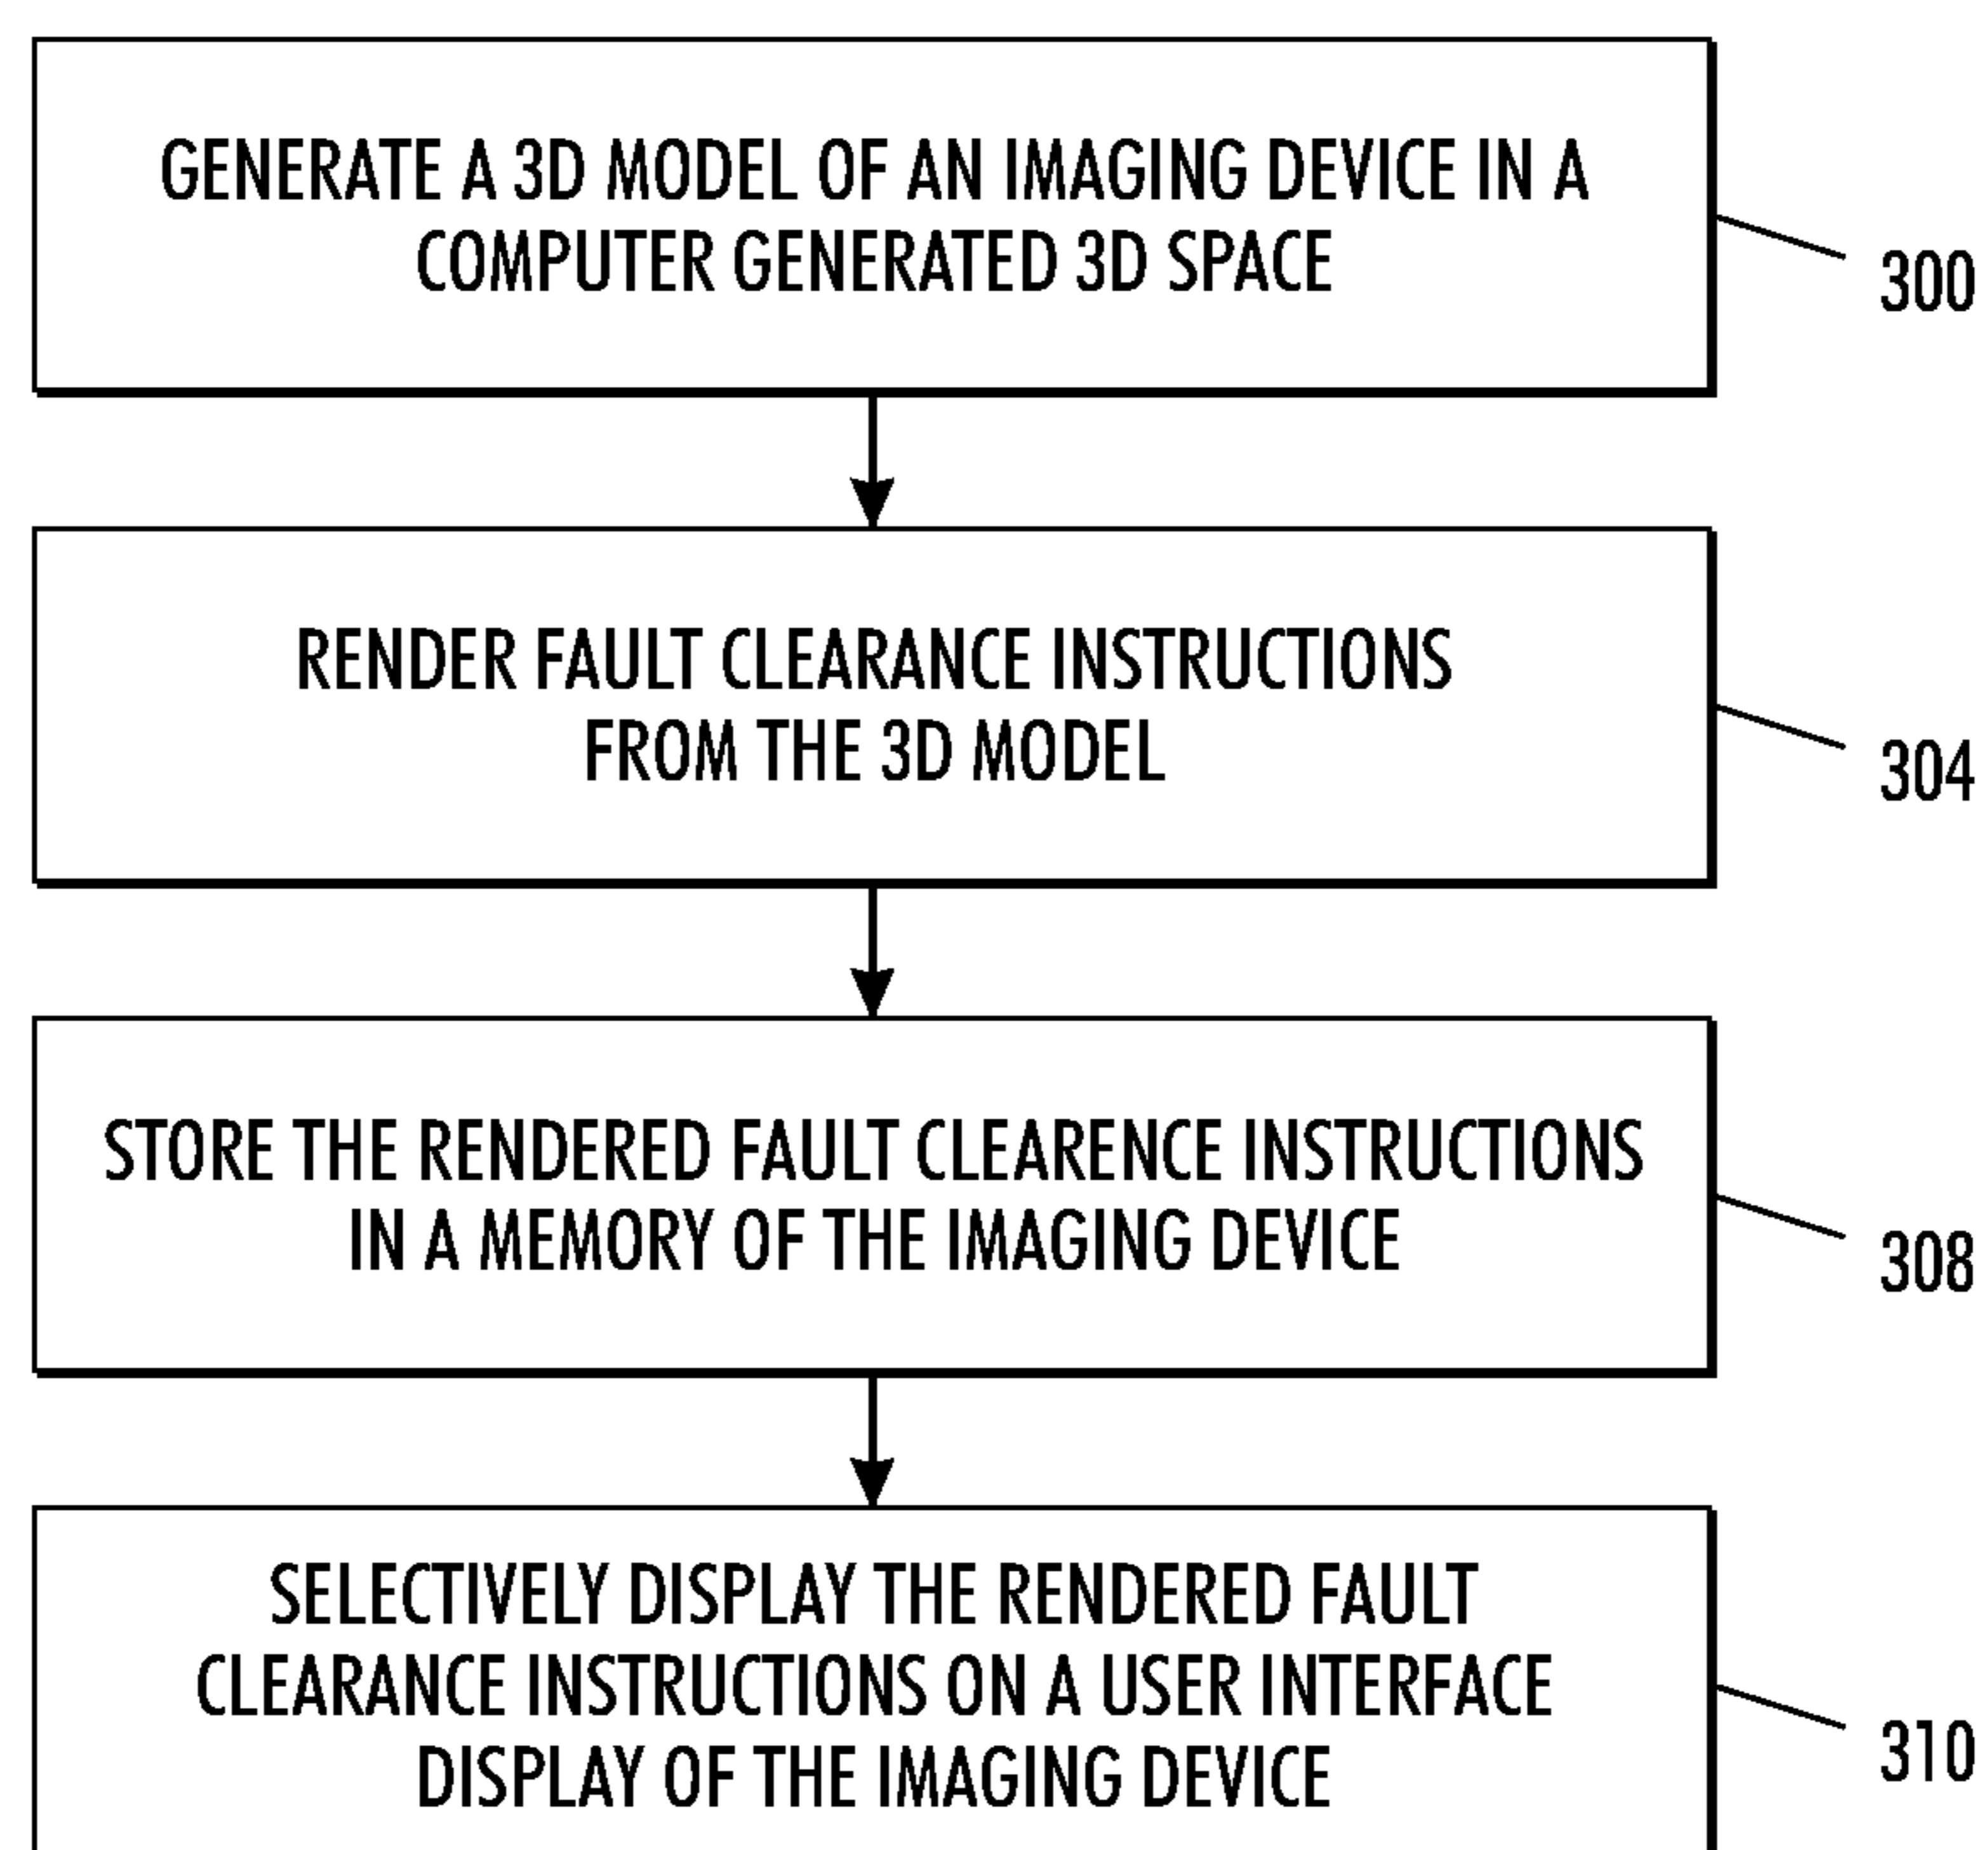 GENERATE A 3D MODEL OF AN IMAGING DEVICE IN A
COMPUTER GENERATED 3D SPACE
300
RENDER FAULT CLEARANCE INSTRUCTIONS
FROM THE 3D MODEL
304
STORE THE RENDERED FAULT CLEARENCE INSTRUCTIONS
IN A MEMORY OF THE IMAGING DEVICE
308
SELECTIVELY DISPLAY THE RENDERED FAULT
CLEARANCE INSTRUCTIONS ON A USER INTERFACE
DISPLAY OF THE IMAGING DEVICE
310